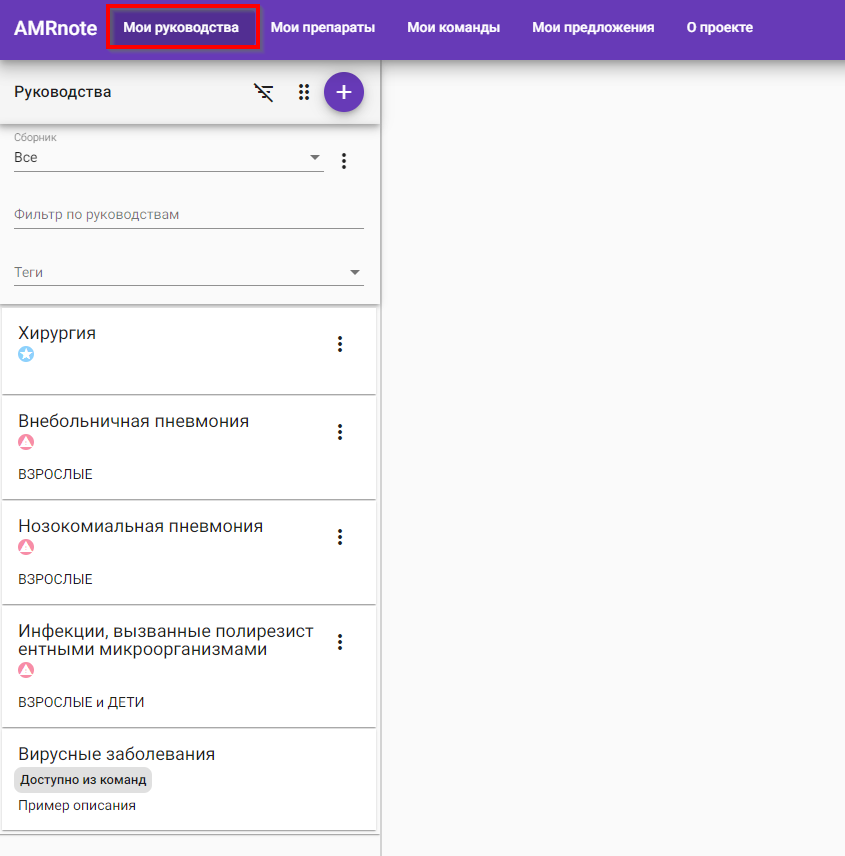 AMRnote Мои руководства Мои препараты Мои команды Мои предложения О проекте
Руководства
Сборник
Все
Фильтр по руководствам
Теги
Хирургия
Внебольничная пневмония
ВЗРОСЛЫЕ
Нозокомиальная пневмония
ВЗРОСЛЫЕ
Инфекции, вызванные полирезист
ентными микроорганизмами
ВЗРОСЛЫЕ и ДЕТИ
Вирусные заболевания
Доступно из команд
Пример описания